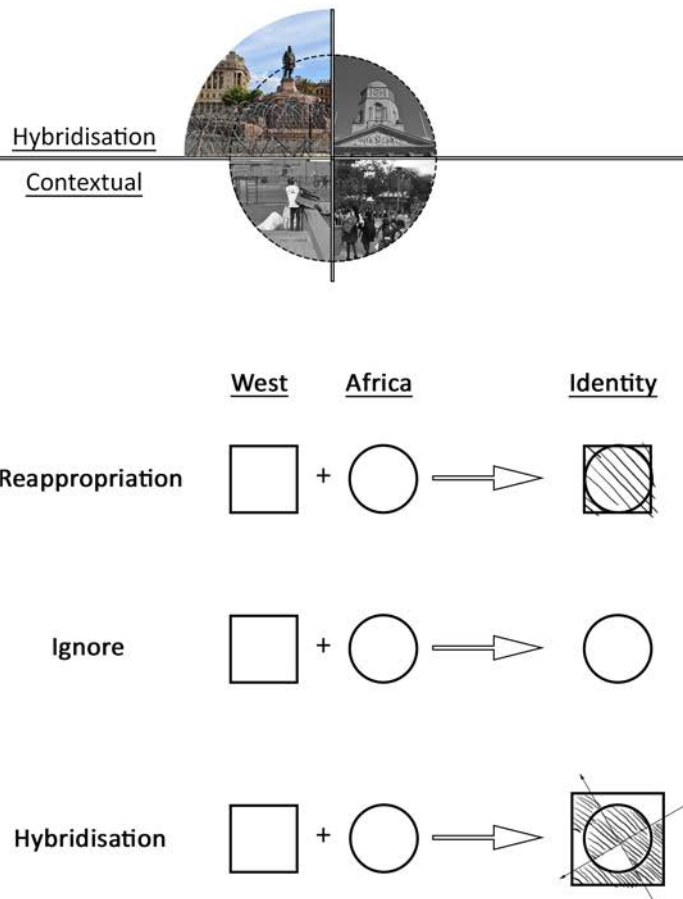 Hybridisation
Contextual
West Africa Identity
Reappropriation + 
Ignore +
Hybridisation +